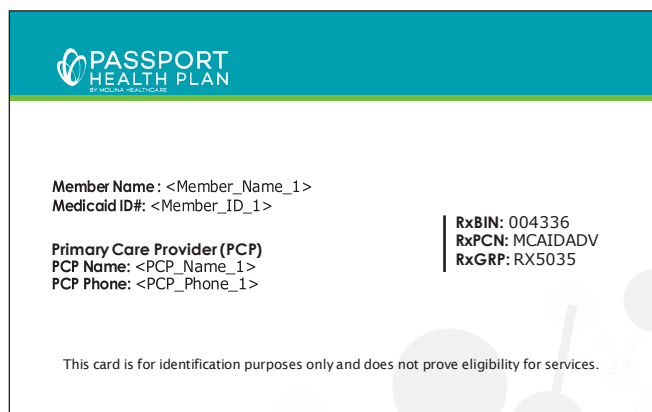 PASSPORT
HEALTH PLAN
BY MOLINA HEALTHCARE
Member Name: <Member_Name_1>
Medicaid ID#: <Member_ID_1>
Primary Care Provider (PCP)
PCP Name: <PCP_Name_1>
PCP Phone: <PCP_Phone_1>
RxBIN: 004336
RxPCN: MCAIDADV
RxGRP: RX5035
This card is for identification purposes only and does not prove eligibility for services.